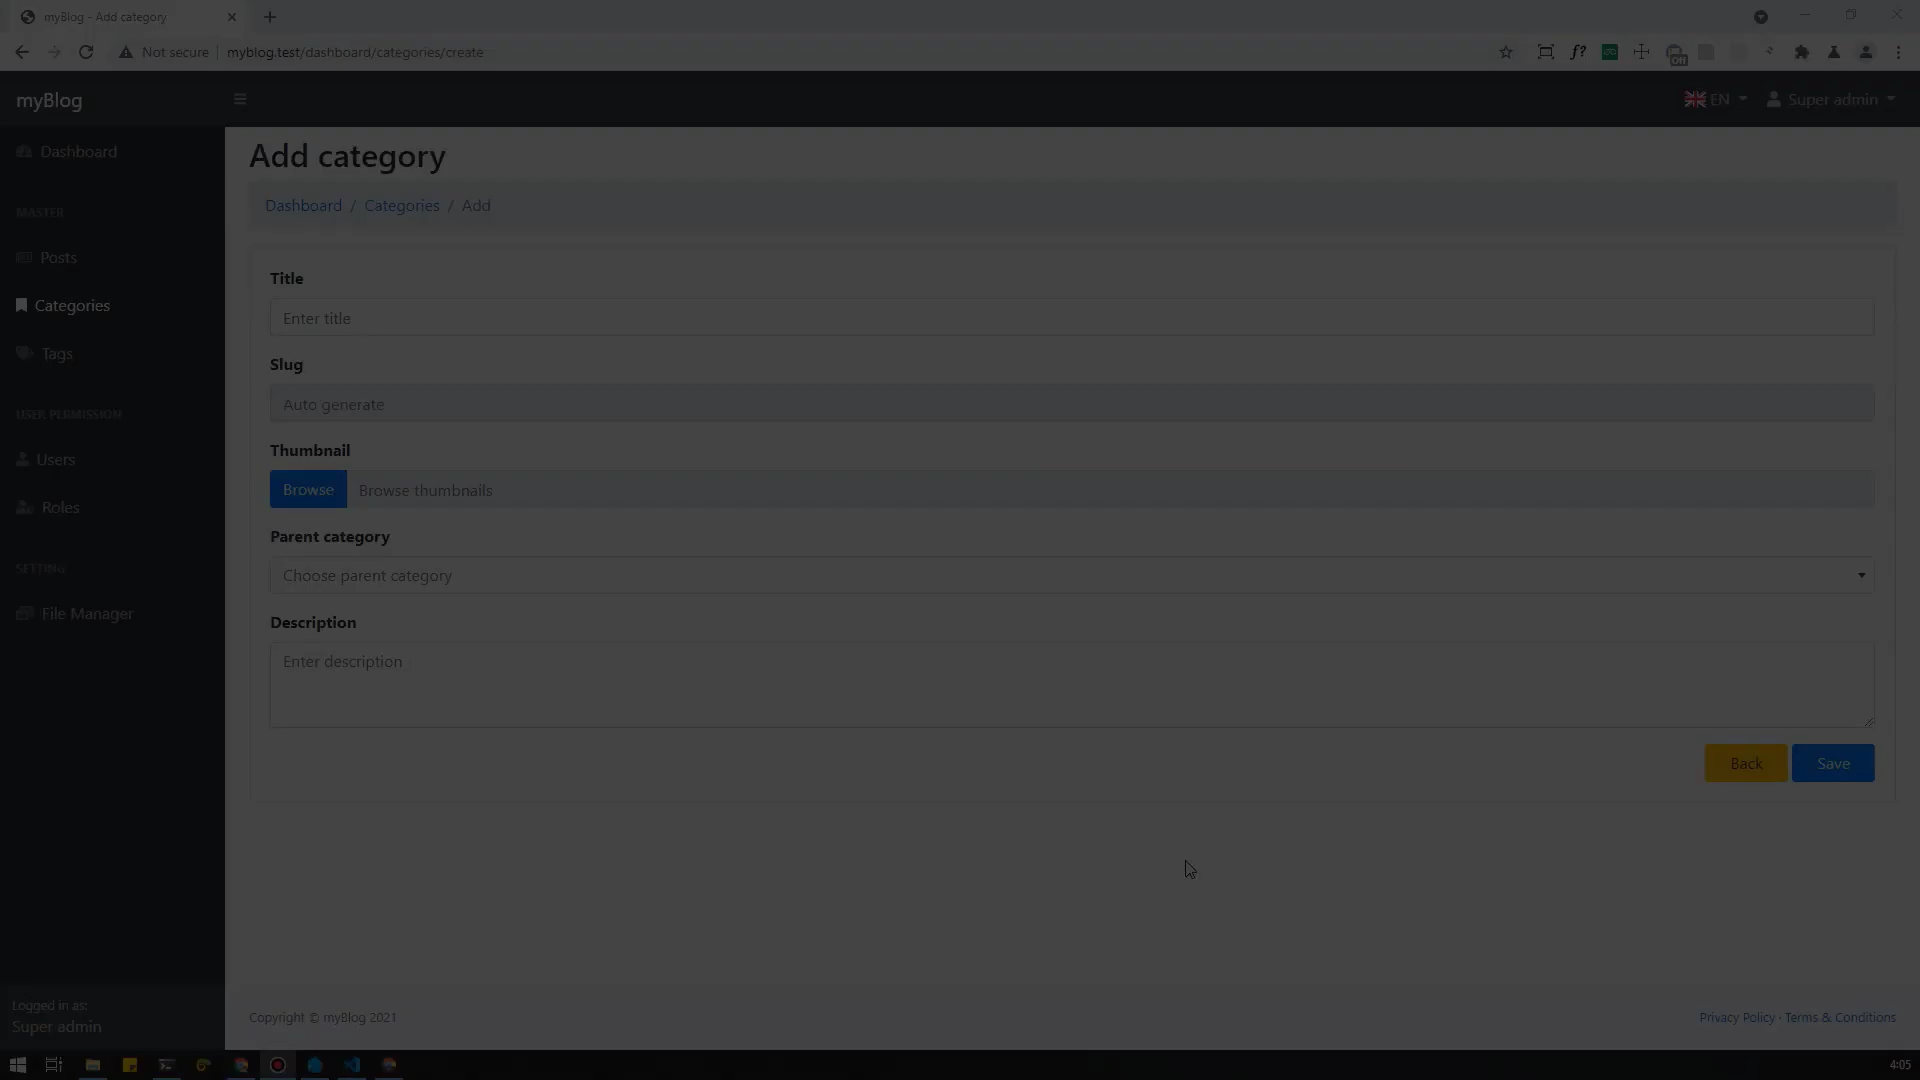 myBlog - Add category
Not secure
myblog.test/dashboard/categories/create
Off
myBlog
EN
Super admin
Dashboard
MASTER
Posts
Categories
Tags
USER PERMISSION
Users
Roles
SETTING
File Manager
Logged in as:
Super admin
Add category
Dashboard / Categories / Add
Title
Enter title
Slug
Auto generate
Thumbnail
Browse
Browse thumbnails
Parent category
Choose parent category
Description
Enter description
Back
Save
Copyright © myBlog 2021
Privacy Policy · Terms & Conditions
4:05